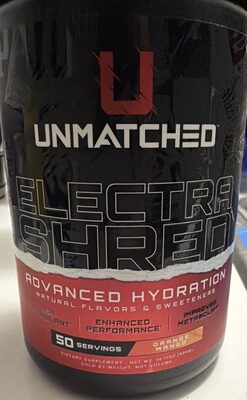 U
UNMATCHED
ELECTRA
SHRED
ADVANCED HYDRATION
NATURAL FLAVORS & SWEETENERS
ENHANCED
PERFORMANCE
IMPROVED
METABOLISM
50 SERVINGS
ORANGE
MANGO
DIETARY SUPPLEMENT
SOLD BY WEIGHT, NOT VOLUME